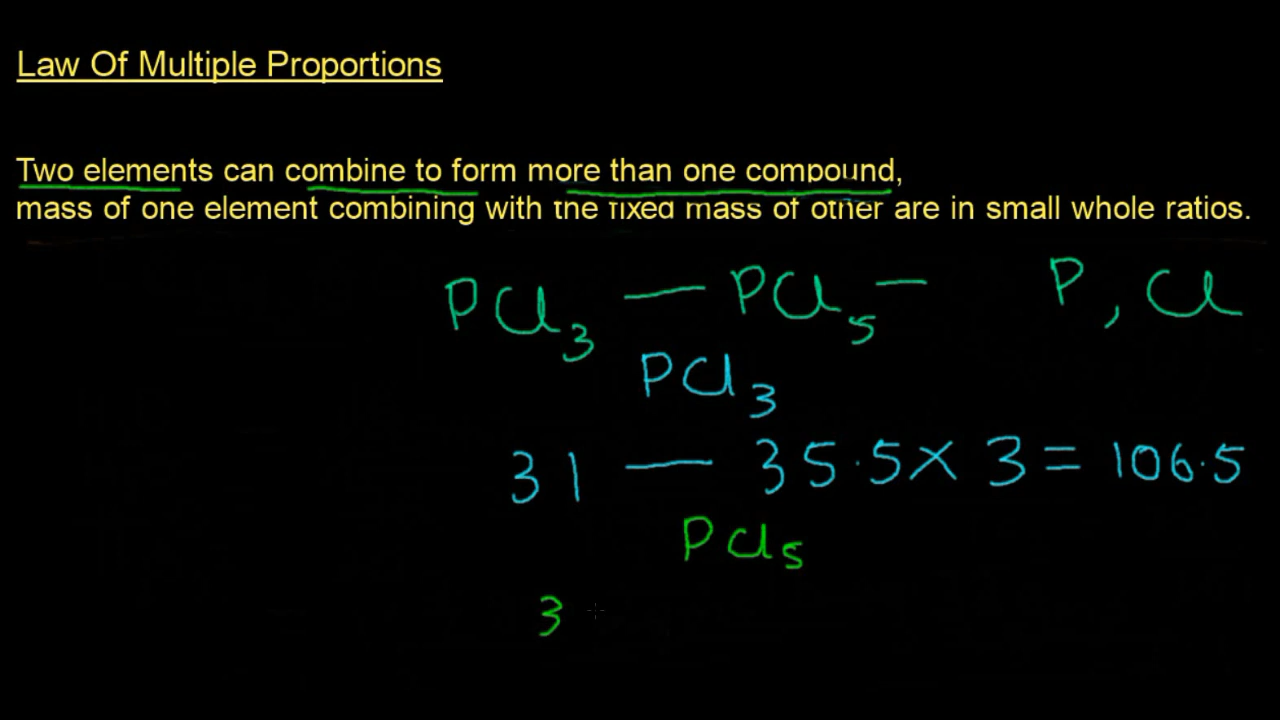 Law Of Multiple Proportions
Two elements can combine to form more than one compound,
mass of one element combining with the fixed mass of other are in small whole ratios.
PCl₃ — PCl₅ — P, Cl
PCl₃
31 — 35.5 × 3 = 106.5
PCl₅
3